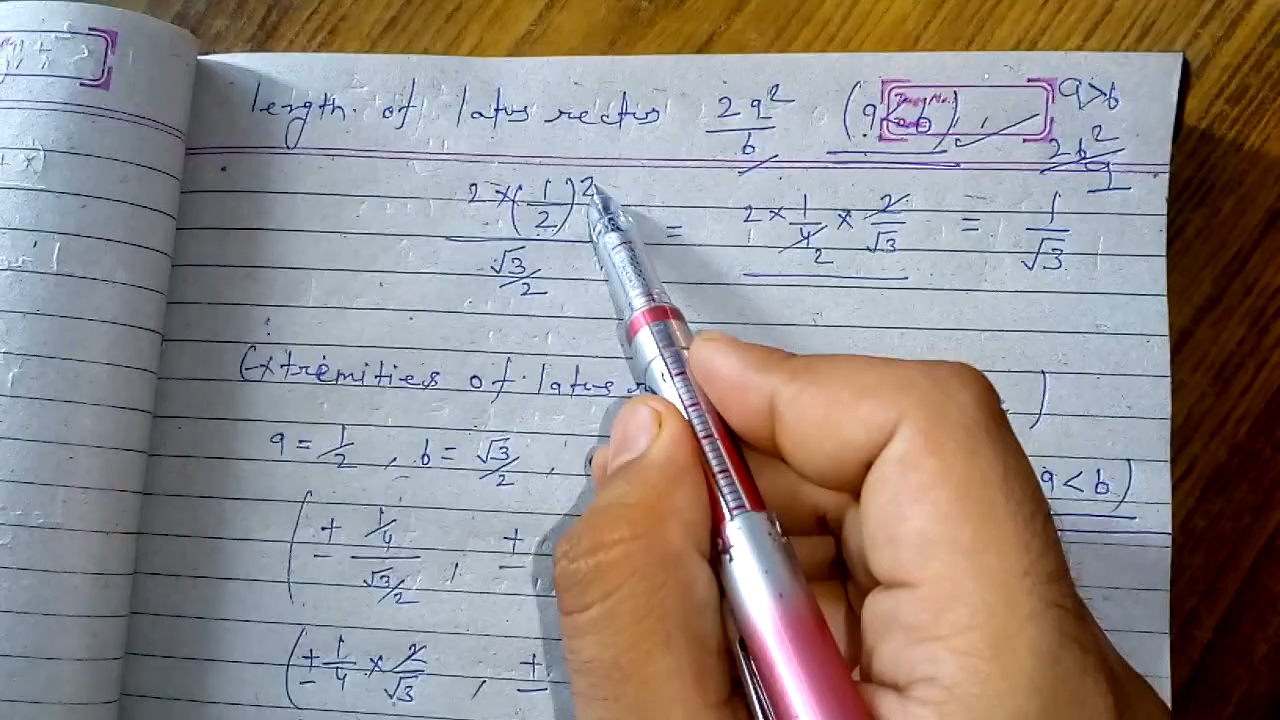 length of latus rectus 2a²/b (a<b), a>b
2b²/a
2×(1/2)²/(√3/2) = 2×1/4×2/√3 = 1/√3
2
Extremities of latus )
a = 1/2 , b = √3/2 , a < b)
(± 1/4/(√3/2) , ±
(± 1/4 × 2/√3 , ±